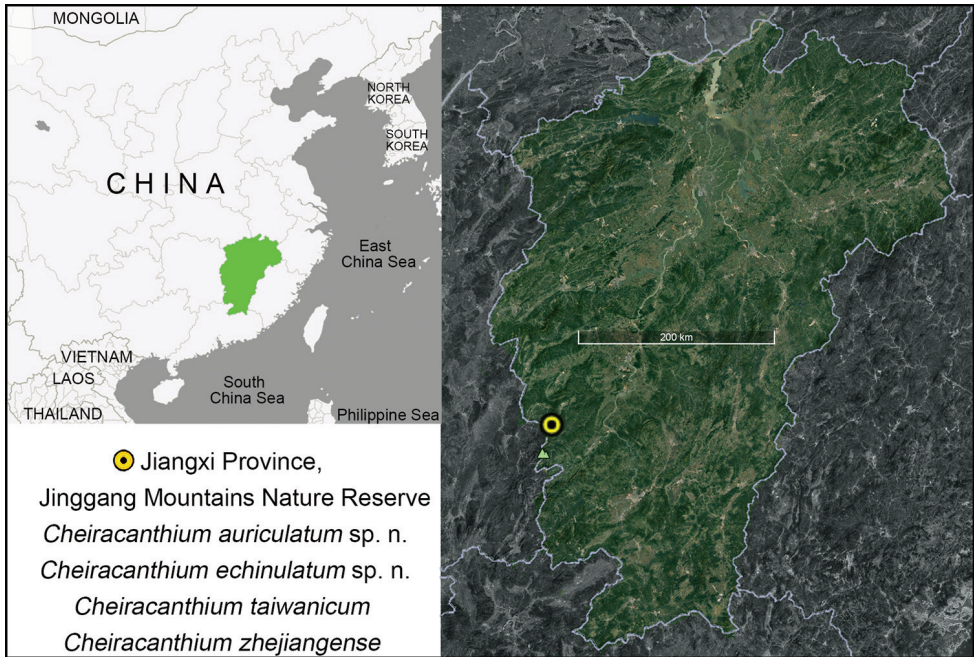 MONGOLIA
NORTH
KOREA
SOUTH
KOREA
CHINA
East
China Sea
VIETNAM
LAOS
THAILAND
South
China Sea
Philippine Sea
200 km
Jiangxi Province,
Jinggang Mountains Nature Reserve
Cheiracanthium auriculatum sp. n.
Cheiracanthium echinulatum sp. n.
Cheiracanthium taiwanicum
Cheiracanthium zhejiangense